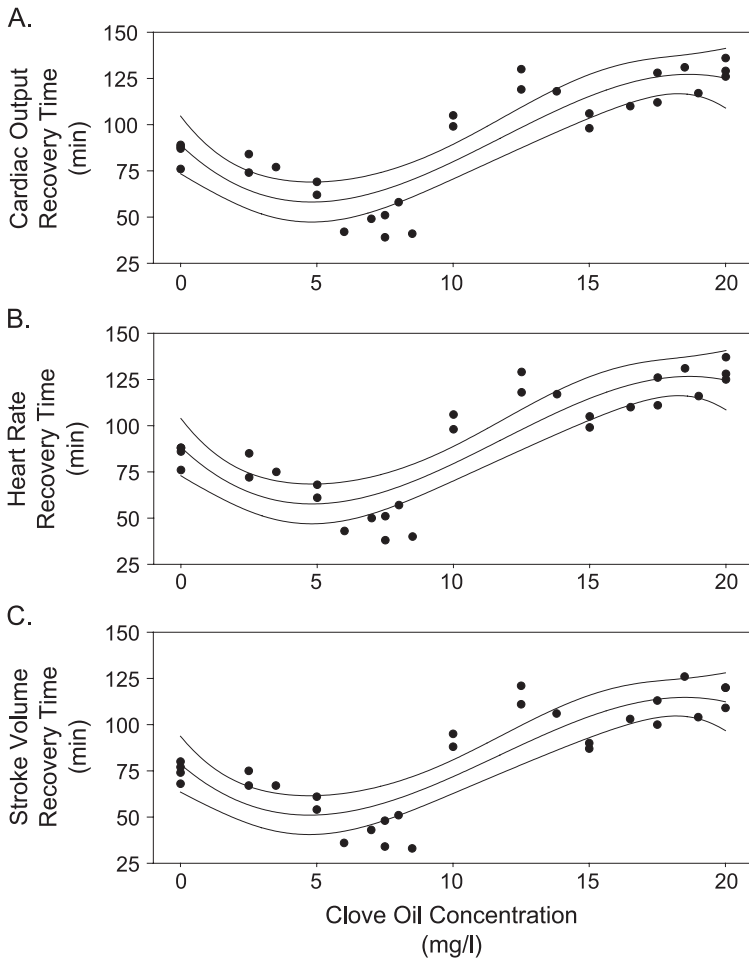 A.
Cardiac Output
Recovery Time
(min)
150
125
100
75
50
25
0 5 10 15 20
B.
Heart Rate
Recovery Time
(min)
150
125
100
75
50
25
0 5 10 15 20
C.
Stroke Volume
Recovery Time
(min)
150
125
100
75
50
25
0 5 10 15 20
Clove Oil Concentration
(mg/l)